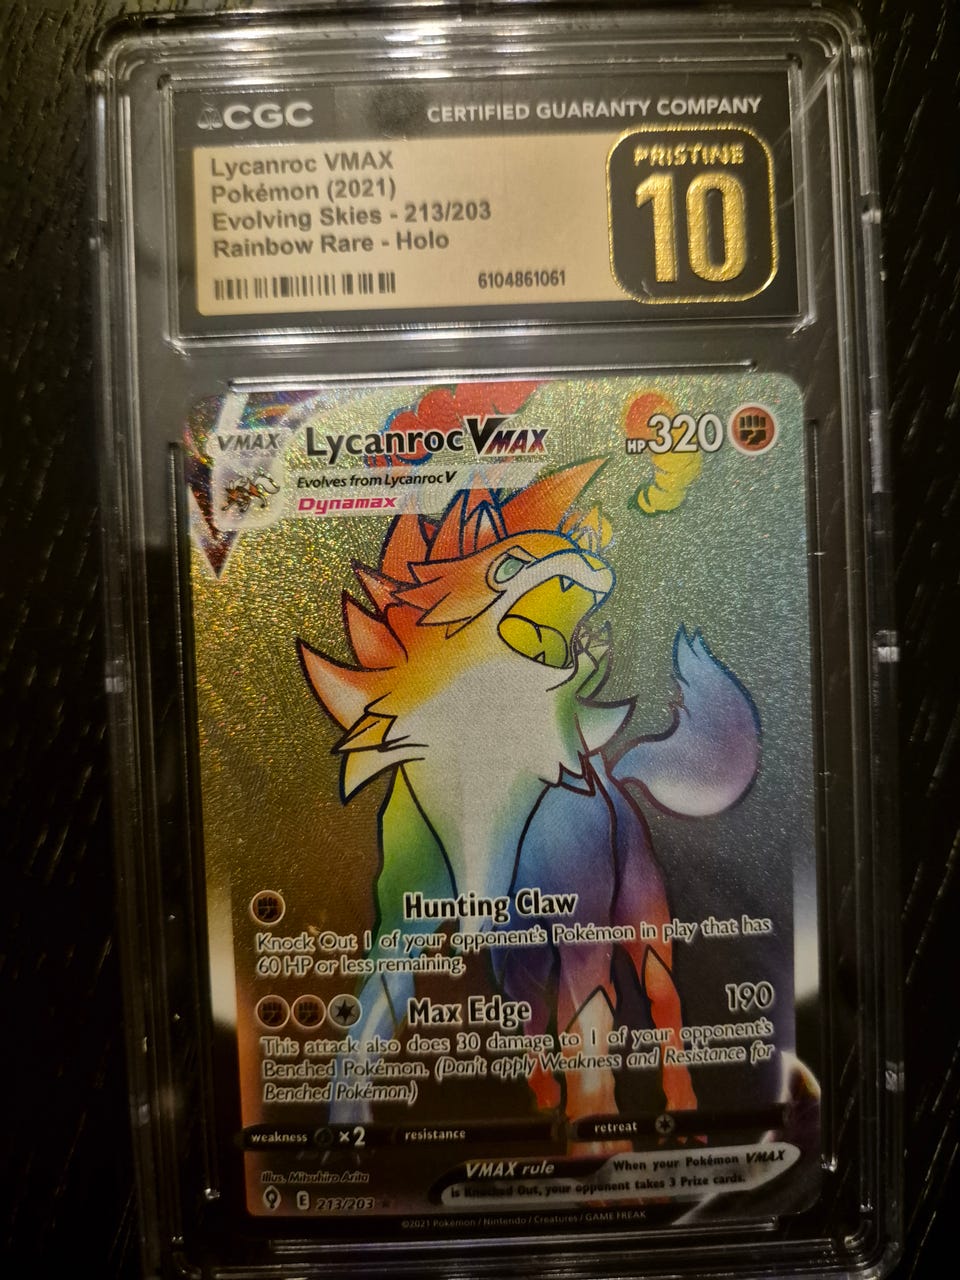 CGC
CERTIFIED GUARANTY COMPANY
Lycanroc VMAX
Pokémon (2021)
Evolving Skies - 213/203
Rainbow Rare - Holo
6104861061
PRISTINE
10
VMAX
Lycanroc VMAX
HP 320
Evolves from Lycanroc V
Dynamax
Hunting Claw
Knock Out 1 of your opponent's Pokémon in play that has
60 HP or less remaining.
Max Edge 190
This attack also does 30 damage to 1 of your opponent's
Benched Pokémon. (Don't apply Weakness and Resistance for
Benched Pokémon.)
weakness ×2 resistance retreat
Illus. Mitsuhiro Arita
E 213/203
VMAX rule When your Pokémon VMAX
is Knocked Out, your opponent takes 3 Prize cards.
©2021 Pokémon / Nintendo / Creatures / GAME FREAK